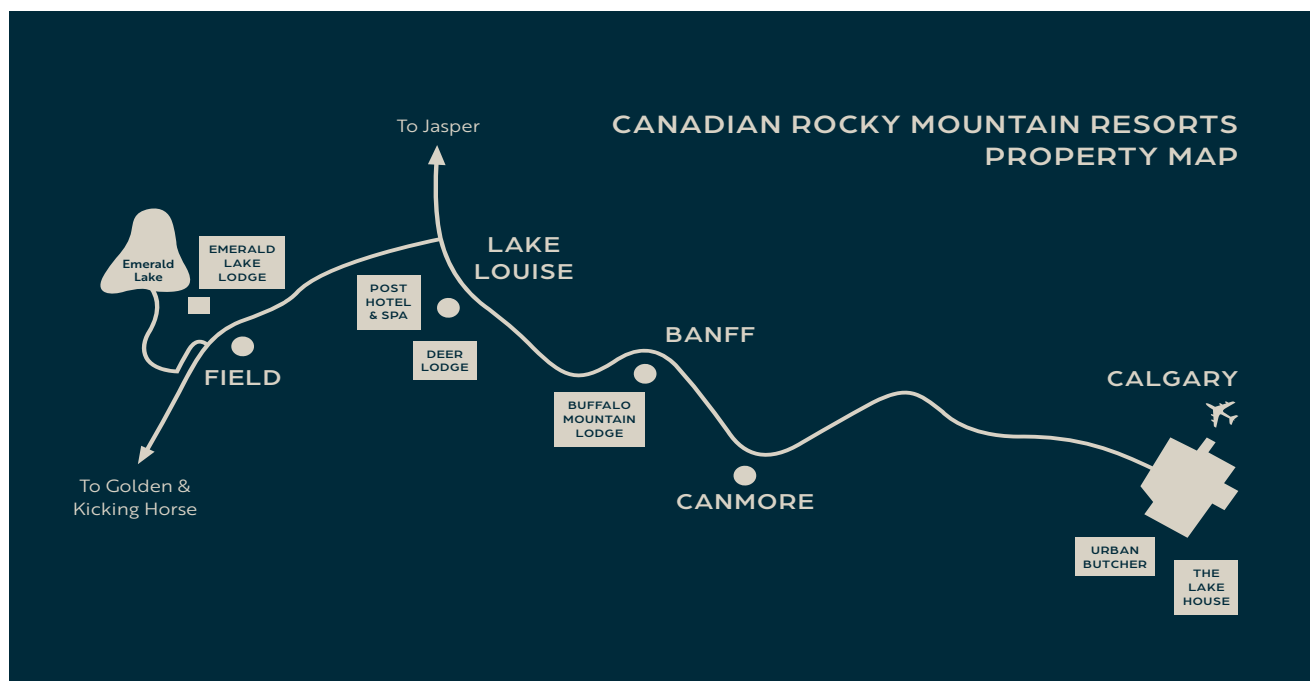 To Jasper
CANADIAN ROCKY MOUNTAIN RESORTS
PROPERTY MAP
Emerald
Lake
EMERALD
LAKE
LODGE
LAKE
LOUISE
POST
HOTEL
& SPA
DEER
LODGE
FIELD
BANFF
BUFFALO
MOUNTAIN
LODGE
CALGARY
To Golden &
Kicking Horse
CANMORE
URBAN
BUTCHER
THE
LAKE
HOUSE